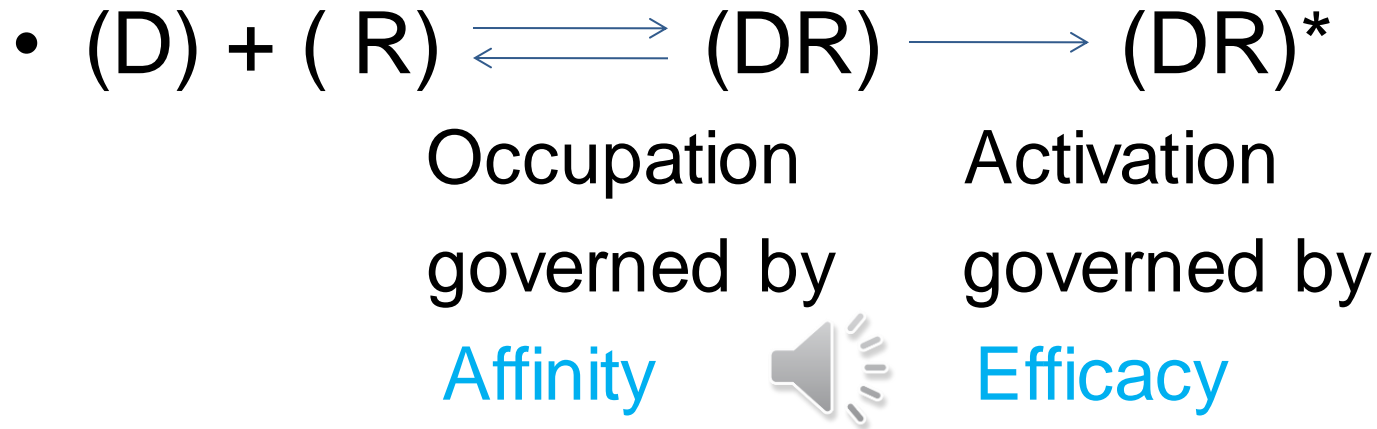 • (D) + ( R) ⇌ (DR) → (DR)*
Occupation Activation
governed by governed by
Affinity Efficacy